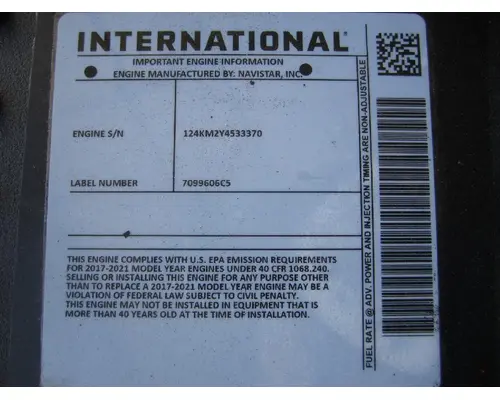 INTERNATIONAL®
IMPORTANT ENGINE INFORMATION
ENGINE MANUFACTURED BY: NAVISTAR, INC.
ENGINE S/N 124KM2Y4533370
LABEL NUMBER 7099606C5
THIS ENGINE COMPLIES WITH U.S. EPA EMISSION REQUIREMENTS
FOR 2017-2021 MODEL YEAR ENGINES UNDER 40 CFR 1068.240.
SELLING OR INSTALLING THIS ENGINE FOR ANY PURPOSE OTHER
THAN TO REPLACE A 2017-2021 MODEL YEAR ENGINE MAY BE A
VIOLATION OF FEDERAL LAW SUBJECT TO CIVIL PENALTY.
THIS ENGINE MAY NOT BE INSTALLED IN EQUIPMENT THAT IS
MORE THAN 40 YEARS OLD AT THE TIME OF INSTALLATION.
FUEL RATE @ ADV. POWER AND INJECTION TIMING ARE NON-ADJUSTABLE